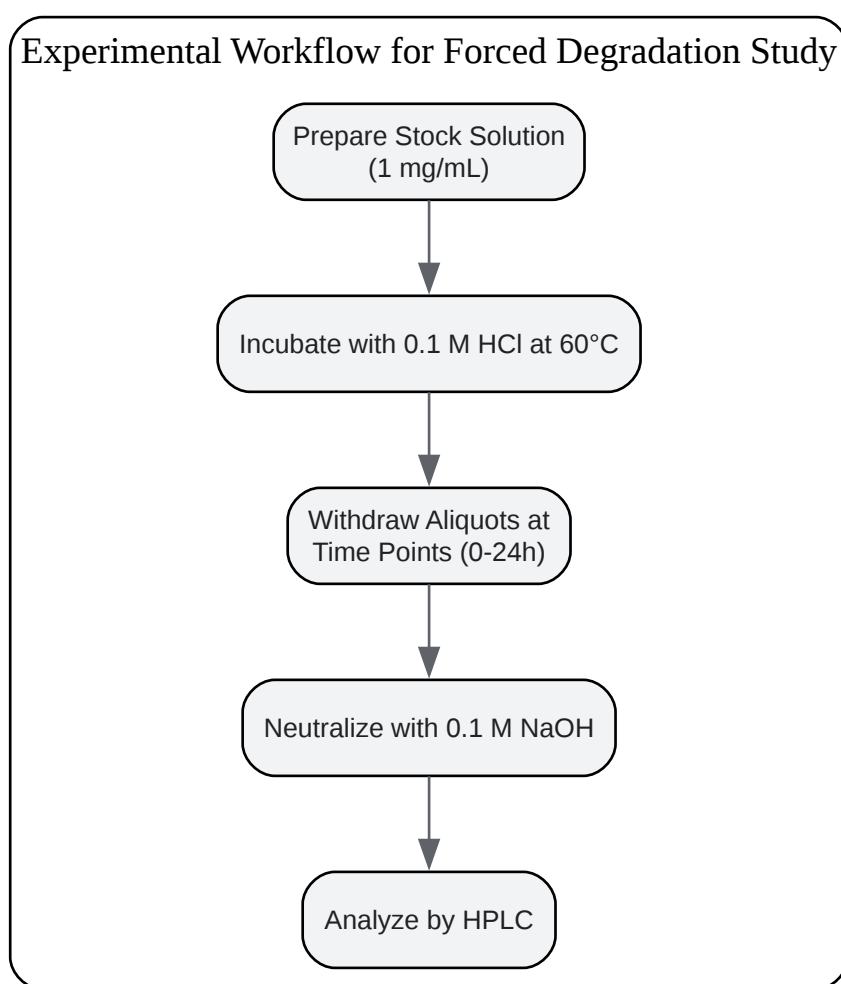 Experimental Workflow for Forced Degradation Study
Prepare Stock Solution
(1 mg/mL)
Incubate with 0.1 M HCl at 60°C
Withdraw Aliquots at
Time Points (0-24h)
Neutralize with 0.1 M NaOH
Analyze by HPLC